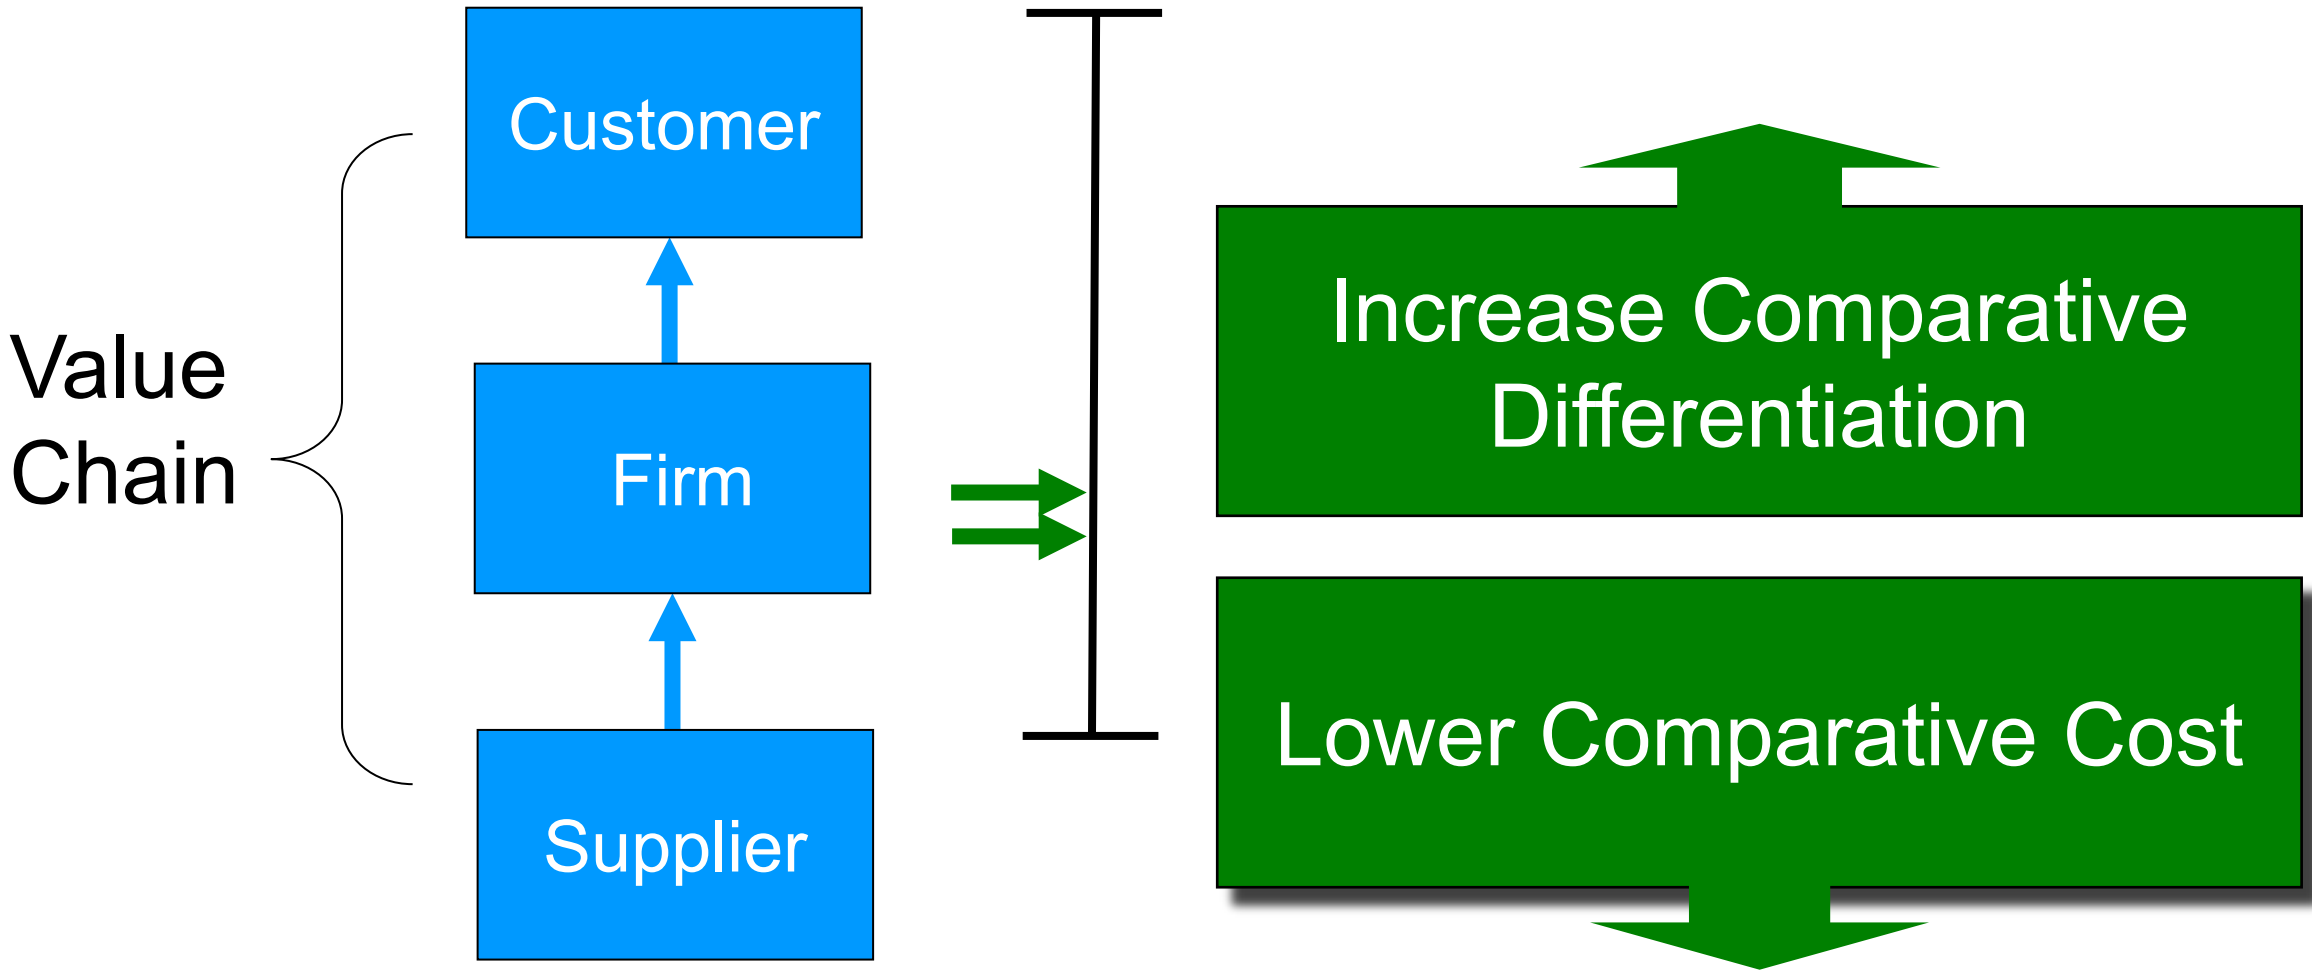 Customer
Value
Chain
Firm
Supplier
Increase Comparative
Differentiation
Lower Comparative Cost